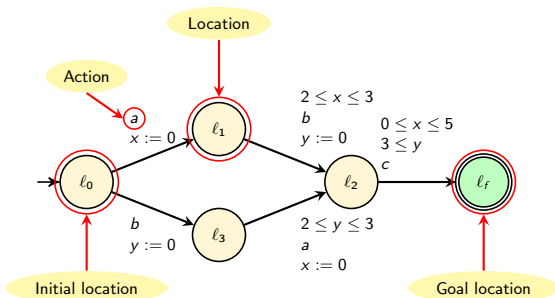 Location
Action
a
x := 0
ℓ₁
2 ≤ x ≤ 3
b
y := 0
0 ≤ x ≤ 5
3 ≤ y
c
ℓ₀
ℓ₂
ℓf
b
y := 0
ℓ₃
2 ≤ y ≤ 3
a
x := 0
Initial location
Goal location